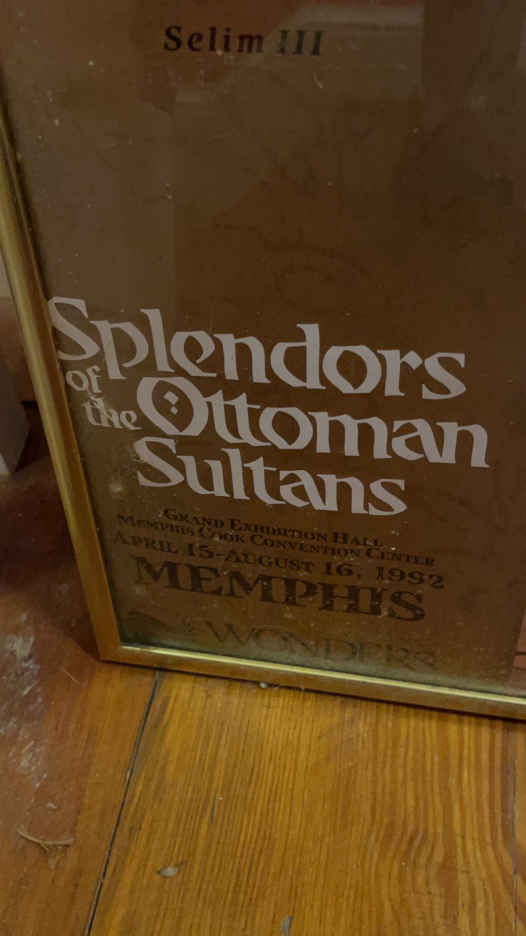 Selim III
Splendors
of
the Ottoman
Sultans
Grand Exhibition Hall
Memphis Cook Convention Center
April 15-August 16, 1992
MEMPHIS
WONDERS